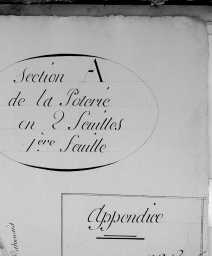 Section A
de la Poterie
en 2 Feuilles
1ère Feuille
Appendice